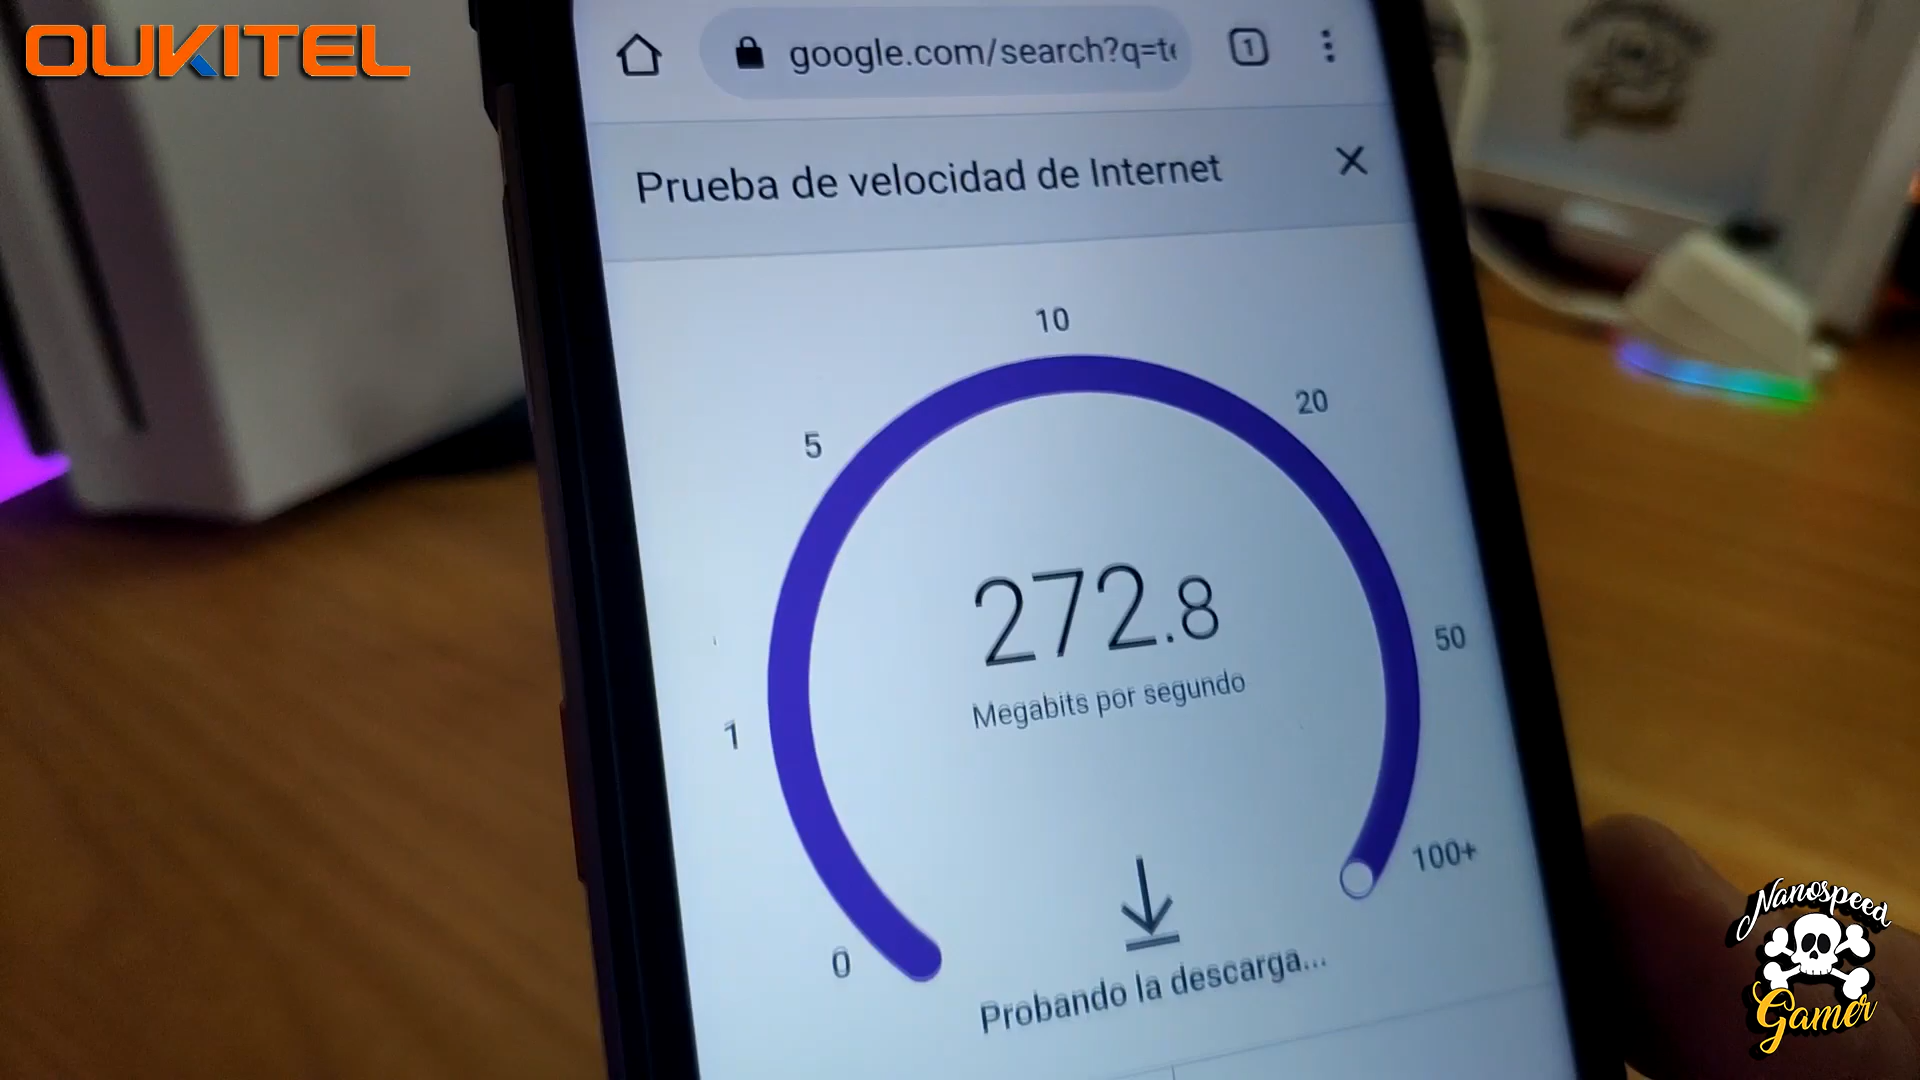 OUKITEL
google.com/search?q=te
1
Prueba de velocidad de Internet
10
20
5
272.8
50
Megabits por segundo
1
100+
0
Probando la descarga...
Nanospeed
Gamer